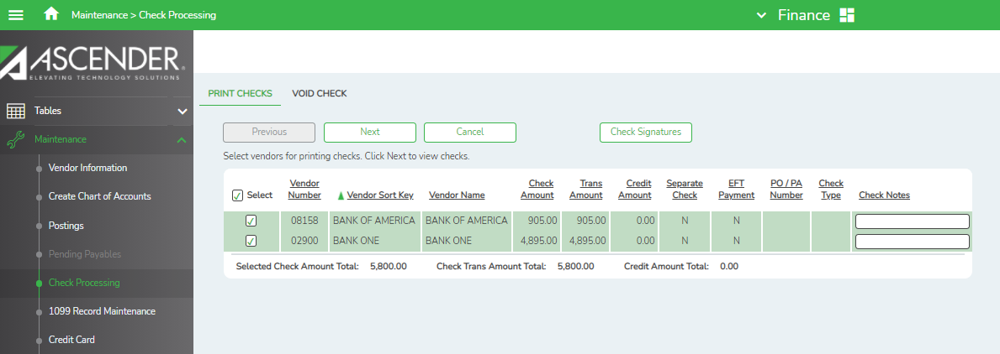 Maintenance > Check Processing
Finance
ASCENDER
ELEVATING TECHNOLOGY SOLUTIONS
Tables
Maintenance
Vendor Information
Create Chart of Accounts
Postings
Pending Payables
Check Processing
1099 Record Maintenance
Credit Card
PRINT CHECKS VOID CHECK
Previous Next Cancel Check Signatures
Select vendors for printing checks. Click Next to view checks.
Select Vendor Number Vendor Sort Key Vendor Name Check Amount Trans Amount Credit Amount Separate Check EFT Payment PO / PA Number Check Type Check Notes
08158 BANK OF AMERICA BANK OF AMERICA 905.00 905.00 0.00 N N
02900 BANK ONE BANK ONE 4,895.00 4,895.00 0.00 N N
Selected Check Amount Total: 5,800.00 Check Trans Amount Total: 5,800.00 Credit Amount Total: 0.00